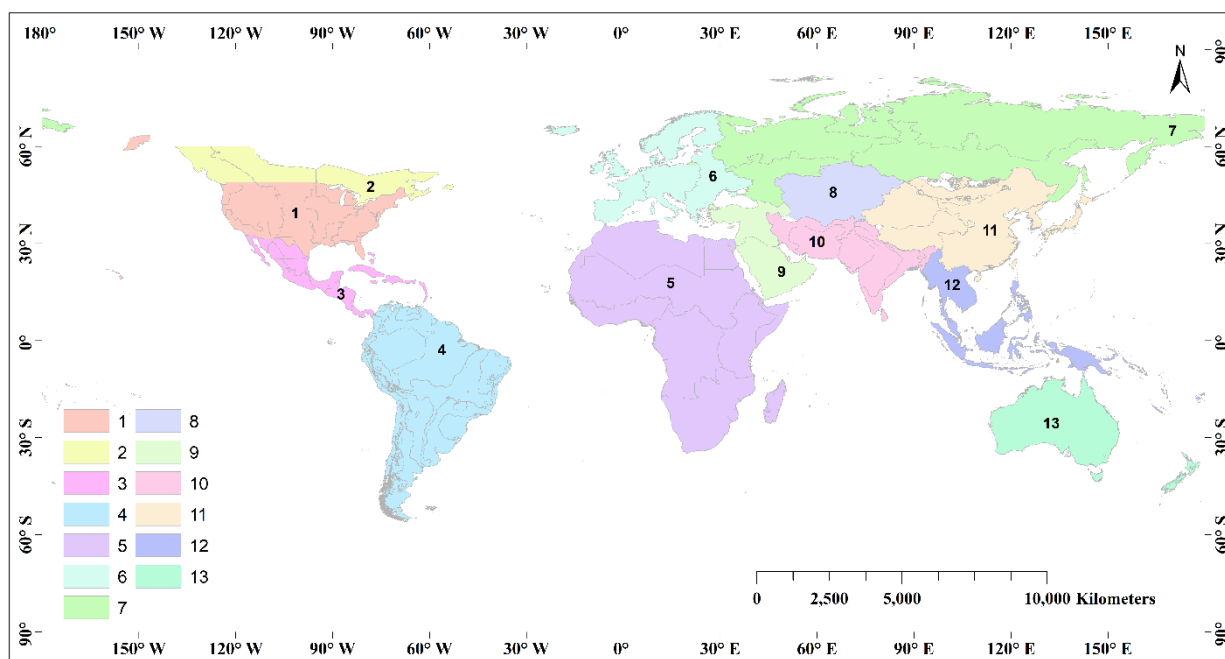 180° 150° W 120° W 90° W 60° W 30° W 0° 30° E 60° E 90° E 120° E 150° E
90°
90°
N
60° N
60° N
7
2
6
8
1
11
30° N
30° N
10
9
5
12
3
0°
0°
4
13
1 8
2 9
3 10
4 11
5 12
6 13
7
30° S
30° S
60° S
60° S
0 2,500 5,000 10,000 Kilometers
90°
90°
150° W 120° W 90° W 60° W 30° W 0° 30° E 60° E 90° E 120° E 150° E